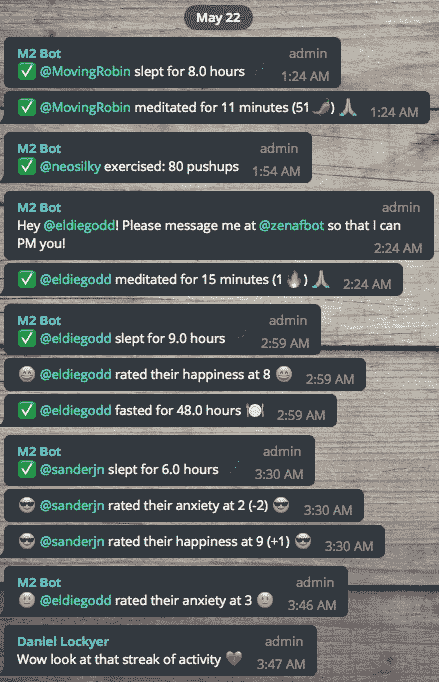 May 22
M2 Bot admin
✅ @MovingRobin slept for 8.0 hours 1:24 AM
✅ @MovingRobin meditated for 11 minutes (51 🌶️) 🙏 1:24 AM
M2 Bot admin
✅ @neosilky exercised: 80 pushups 1:54 AM
M2 Bot admin
Hey @eldiegodd! Please message me at @zenafbot so that I can
PM you! 2:24 AM
✅ @eldiegodd meditated for 15 minutes (1 🔥) 🙏 2:24 AM
M2 Bot
✅ @eldiegodd slept for 9.0 hours admin 2:59 AM
😄 @eldiegodd rated their happiness at 8 😄 2:59 AM
✅ @eldiegodd fasted for 48.0 hours 🍽️ 2:59 AM
M2 Bot admin
✅ @sanderjn slept for 6.0 hours 3:30 AM
😎 @sanderjn rated their anxiety at 2 (-2) 😎 3:30 AM
😎 @sanderjn rated their happiness at 9 (+1) 😎 3:30 AM
M2 Bot admin
🙂 @eldiegodd rated their anxiety at 3 🙂 3:46 AM
Daniel Lockyer admin
Wow look at that streak of activity ❤️ 3:47 AM